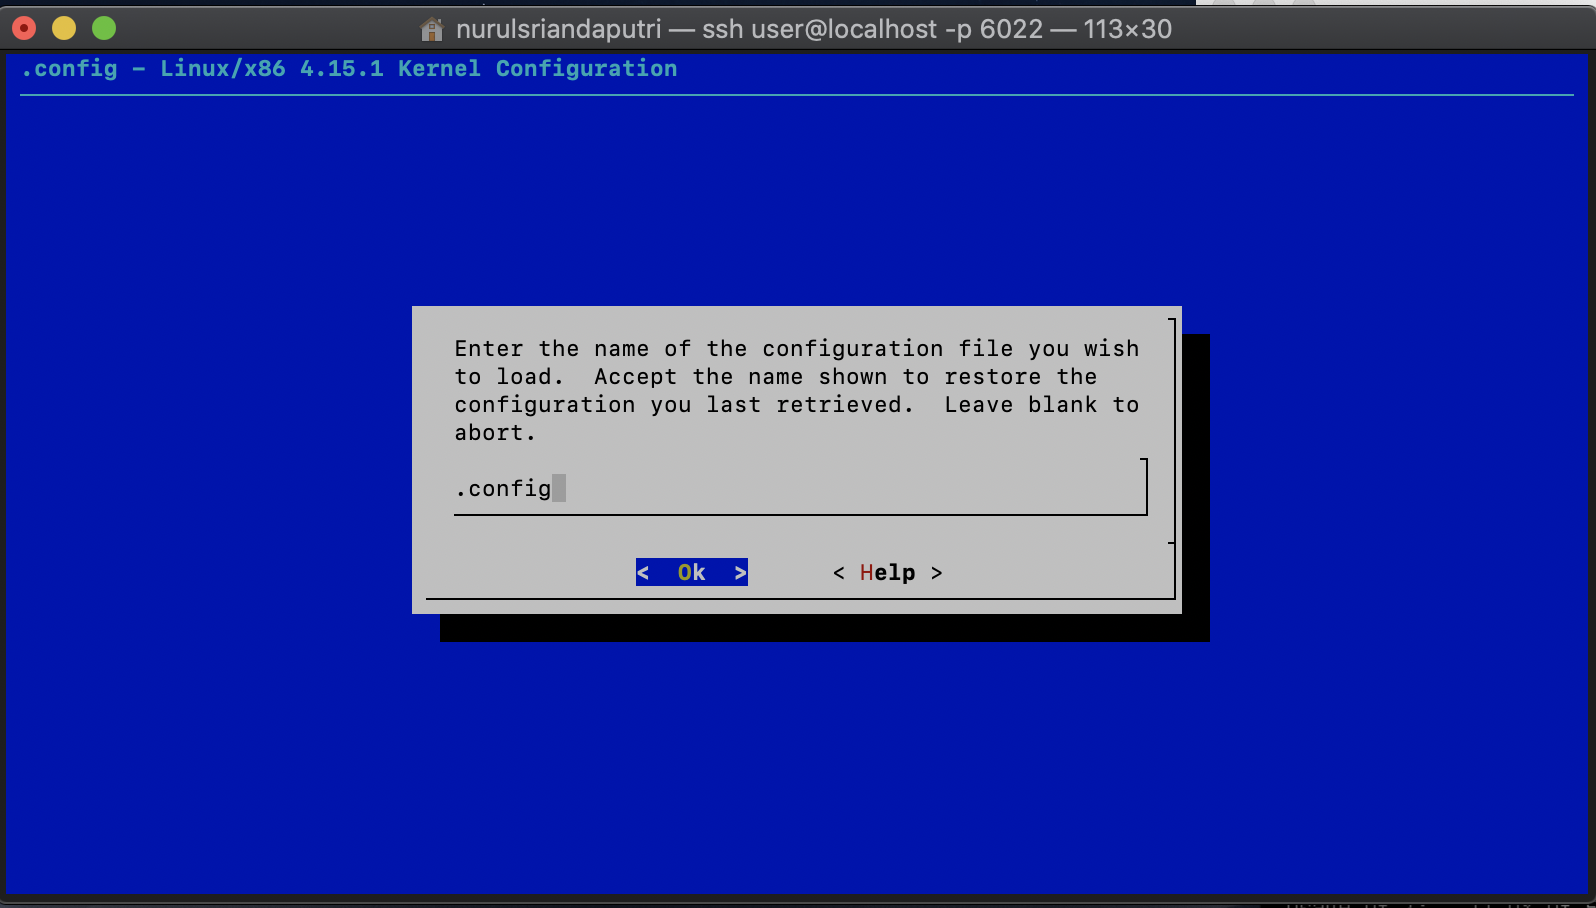 nurulsriandaputri — ssh user@localhost -p 6022 — 113×30
.config - Linux/x86 4.15.1 Kernel Configuration
Enter the name of the configuration file you wish
to load.  Accept the name shown to restore the
configuration you last retrieved.  Leave blank to
abort.
.config
<  Ok  > < Help >